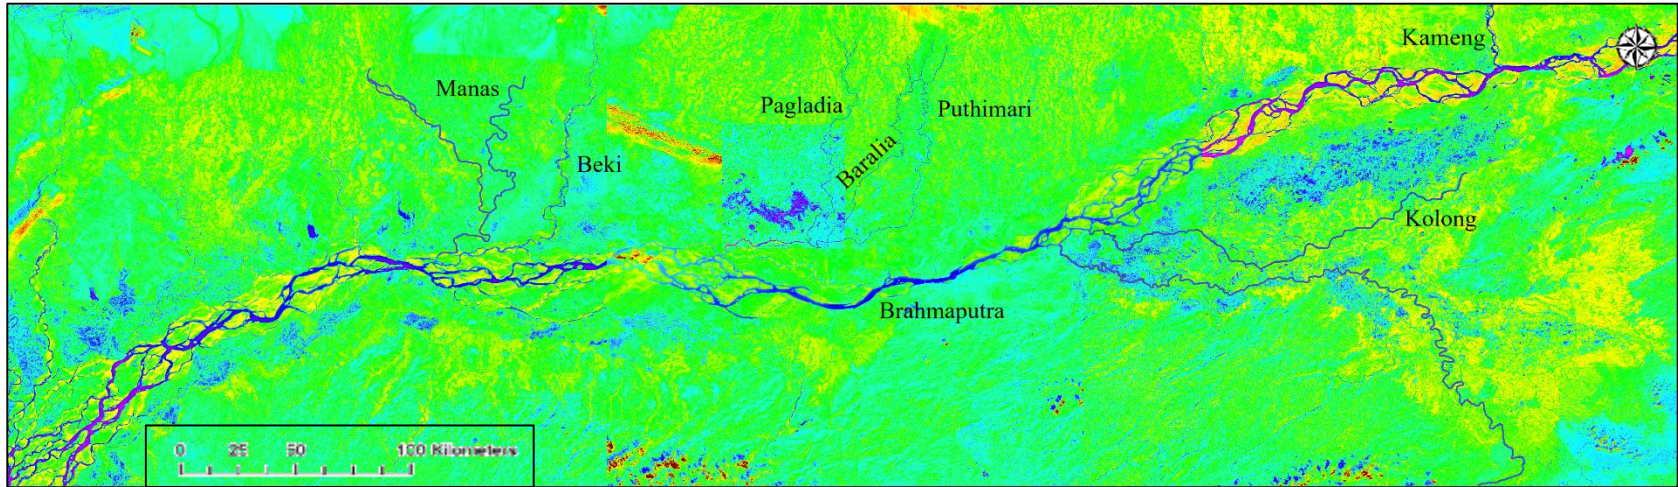 Kameng
Manas
Pagladia
Puthimari
Beki
Baralia
Kolong
Brahmaputra
0 25 50 100 Kilometers